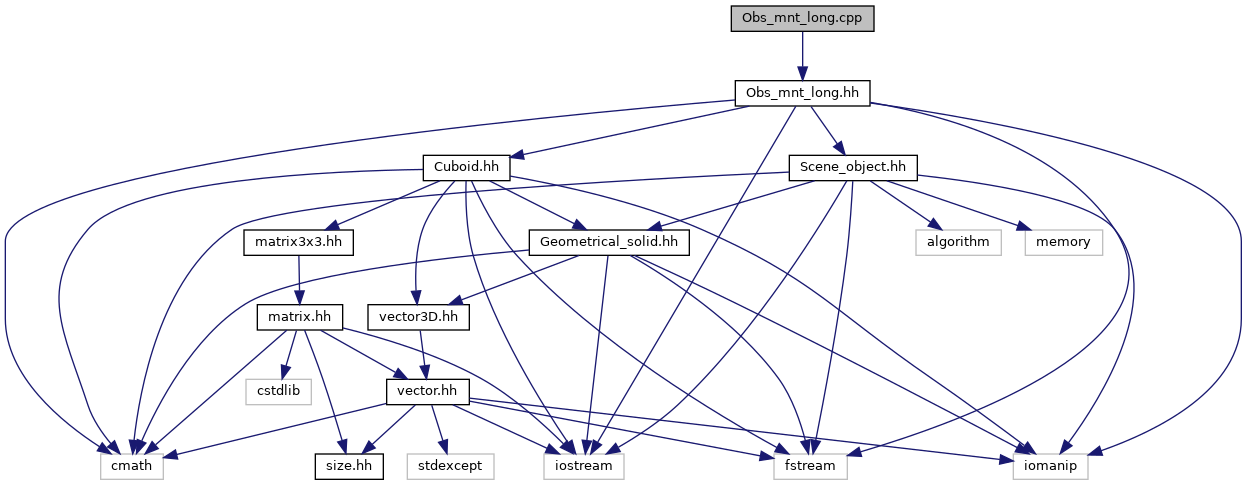 Obs_mnt_long.cpp
Obs_mnt_long.hh
Cuboid.hh
Scene_object.hh
matrix3x3.hh
Geometrical_solid.hh
algorithm
memory
matrix.hh
vector3D.hh
cstdlib
vector.hh
cmath
size.hh
stdexcept
iostream
fstream
iomanip